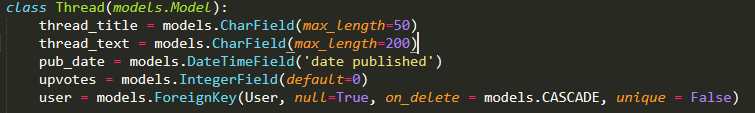 class Thread(models.Model):
    thread_title = models.CharField(max_length=50)
    thread_text = models.CharField(max_length=200)
    pub_date = models.DateTimeField('date published')
    upvotes = models.IntegerField(default=0)
    user = models.ForeignKey(User, null=True, on_delete = models.CASCADE, unique = False)